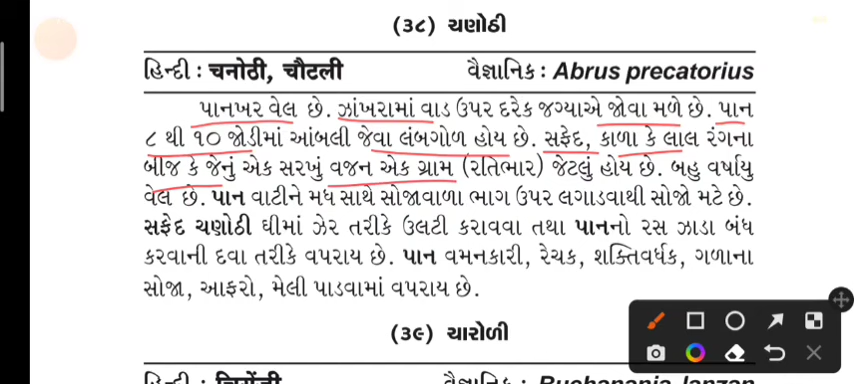 (૩૮) ચણોઠી
હિન્દી : चनोठी, चौटली વૈજ્ઞાનિક : Abrus precatorius
પાનખર વેલ છે. ઝાંખરામાં વાડ ઉપર દરેક જગ્યાએ જોવા મળે છે. પાન
૮ થી ૧૦ જોડીમાં આંબલી જેવા લંબગોળ હોય છે. સફેદ, કાળા કે લાલ રંગના
બીજ કે જેનું એક સરખું વજન એક ગ્રામ (રતિભાર) જેટલું હોય છે. બહુ વર્ષાયુ
વેલ છે. પાન વાટીને મધ સાથે સોજાવાળા ભાગ ઉપર લગાડવાથી સોજો મટે છે.
સફેદ ચણોઠી ઘીમાં ઝેર તરીકે ઉલટી કરાવવા તથા પાનનો રસ ઝાડા બંધ
કરવાની દવા તરીકે વપરાય છે. પાન વમનકારી, રેચક, શક્તિવર્ધક, ગળાના
સોજા, આફરો, મેલી પાડવામાં વપરાય છે.
(૩૯) ચારોળી
હિન્દી : चिरोंजी વૈજ્ઞાનિક : Buchanania lanzan